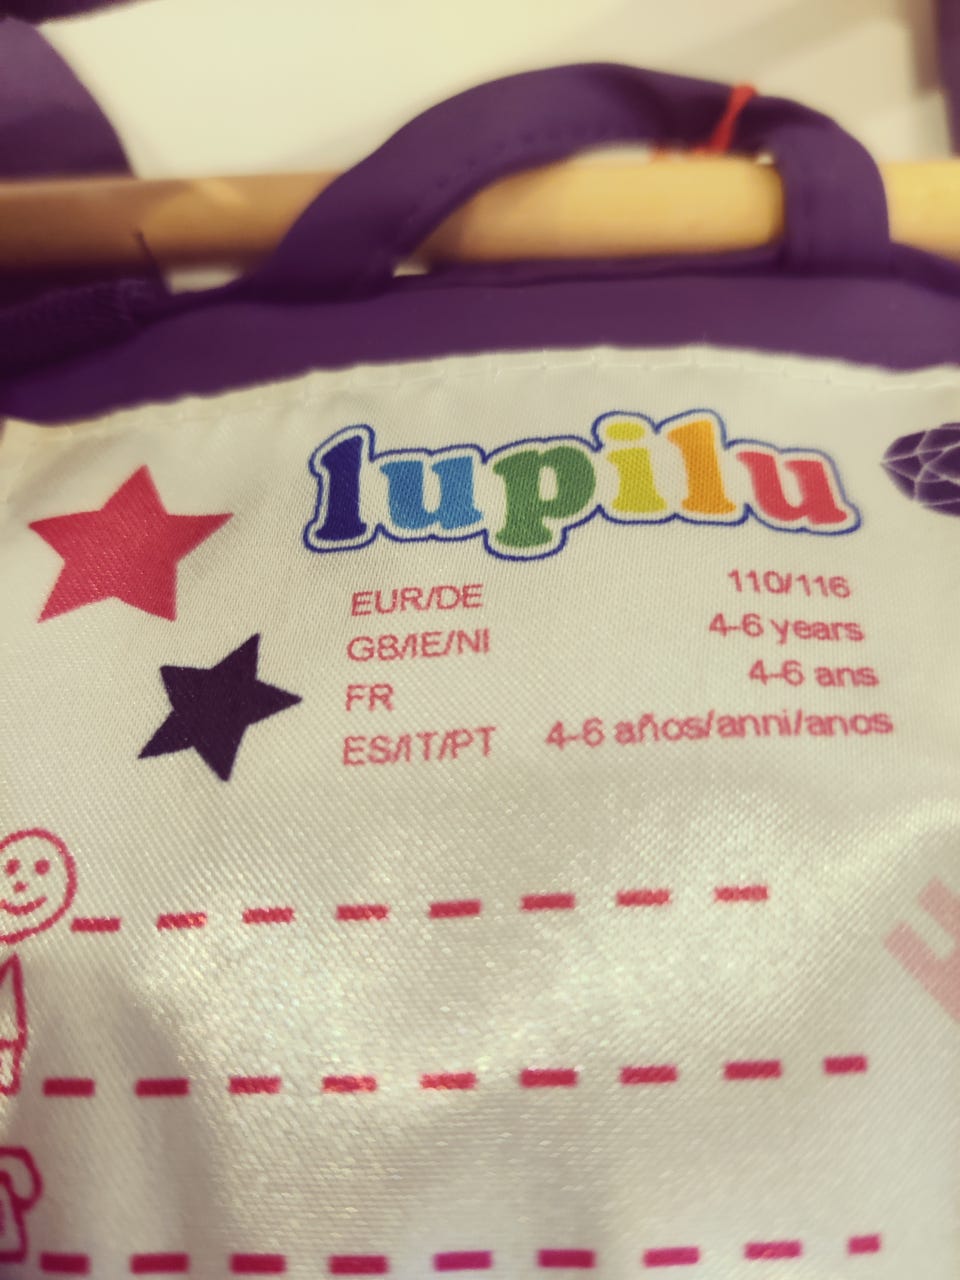 lupilu
EUR/DE 110/116
GB/IE/NI 4-6 years
FR 4-6 ans
ES/IT/PT 4-6 años/anni/anos